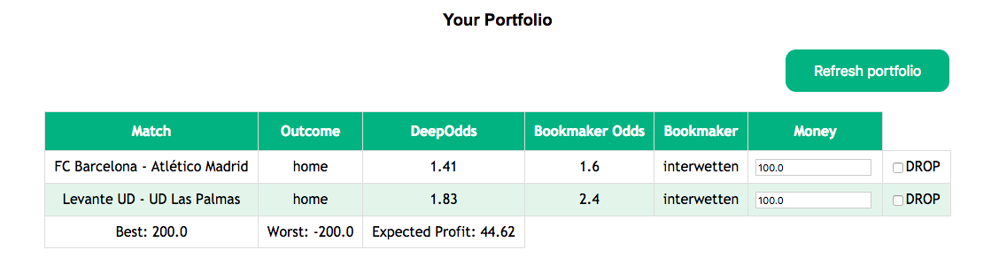 Your Portfolio
Refresh portfolio
Match Outcome DeepOdds Bookmaker Odds Bookmaker Money
FC Barcelona - Atlético Madrid home 1.41 1.6 interwetten 100.0 DROP
Levante UD - UD Las Palmas home 1.83 2.4 interwetten 100.0 DROP
Best: 200.0 Worst: -200.0 Expected Profit: 44.62